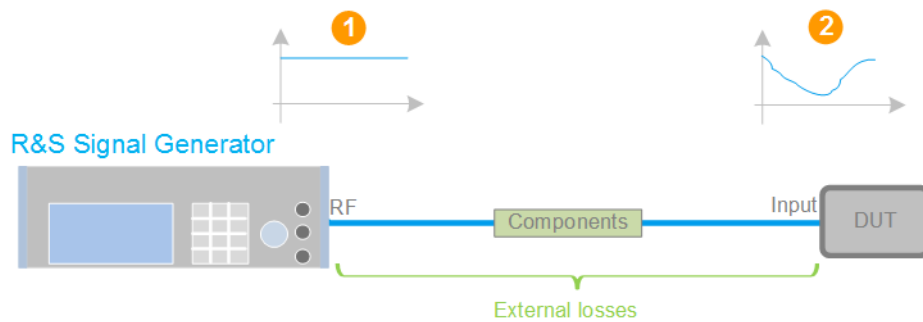 1
2
R&S Signal Generator
RF
Components
Input
DUT
External losses